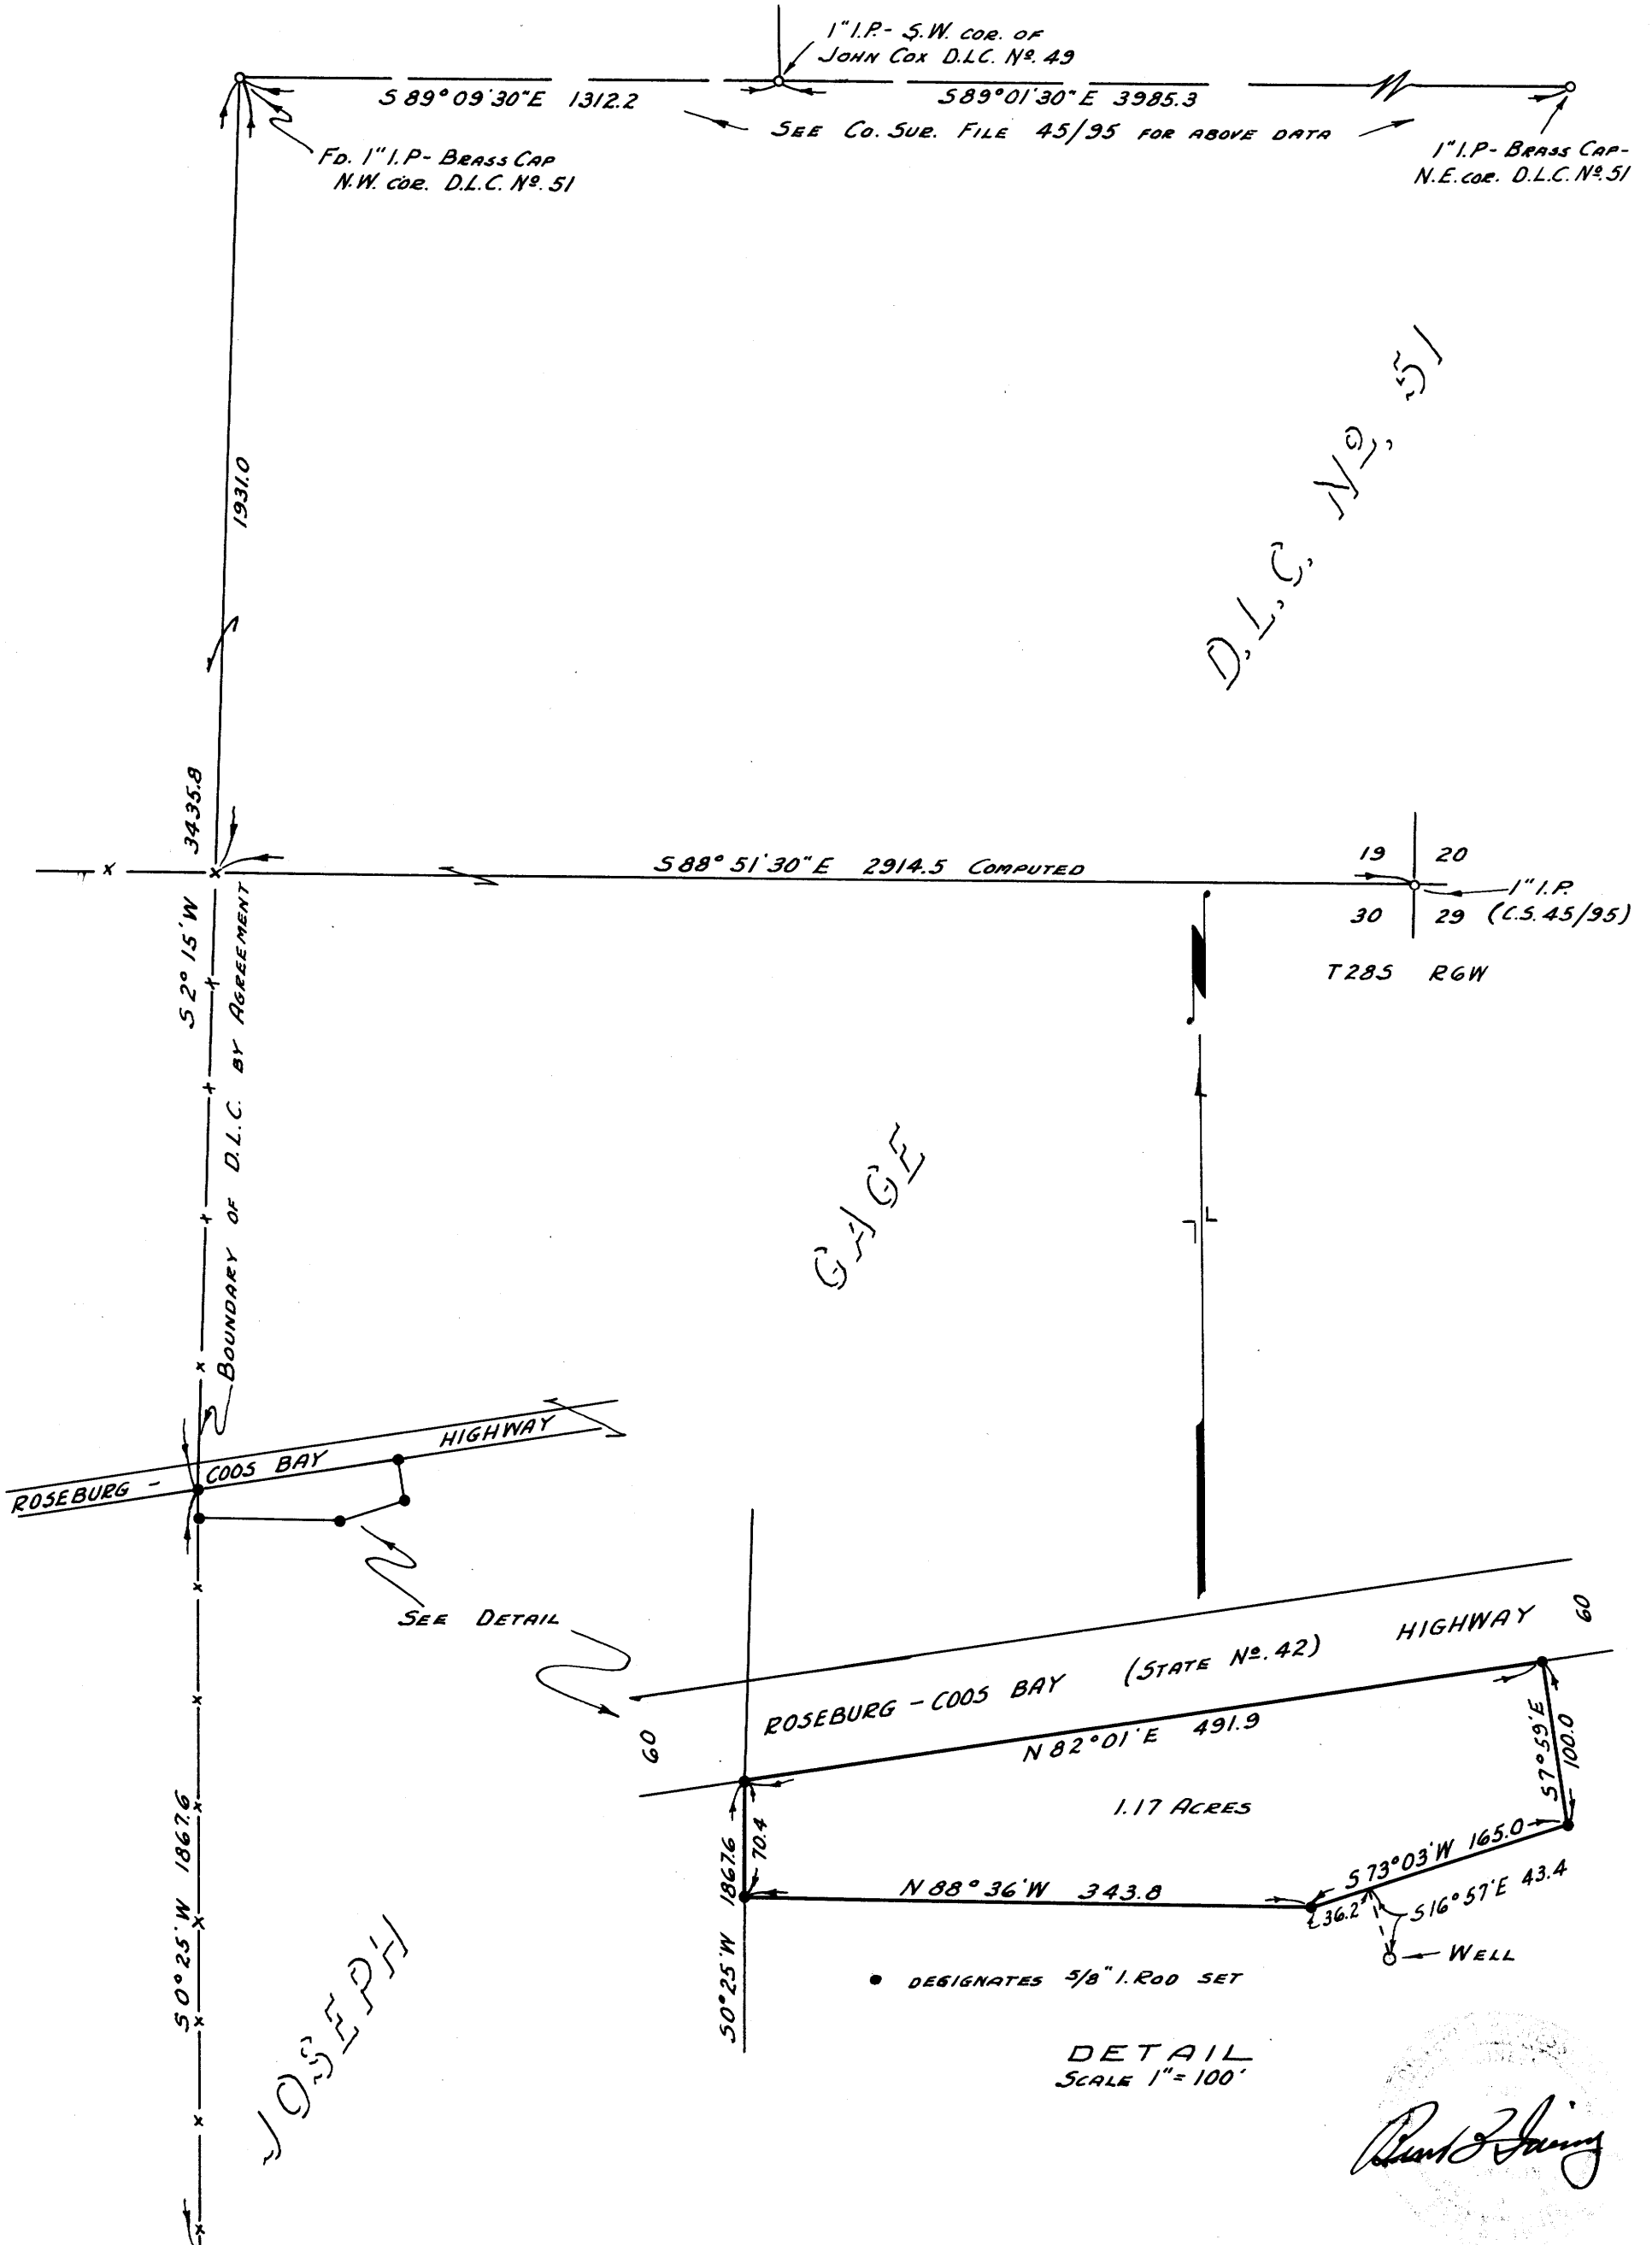 1" I.P. - S.W. COR. OF
JOHN COX D.L.C. Nº. 49
S 89° 09' 30" E 1312.2
S 89° 01' 30" E 3985.3
SEE CO. SUR. FILE 45/95 FOR ABOVE DATA
FD. 1" I.P - BRASS CAP
N.W. COR. D.L.C. Nº. 51
1" I.P - BRASS CAP -
N.E. COR. D.L.C. Nº. 51
1931.0
D.L.C. Nº. 51
S 2° 15' W 3435.8
S 88° 51' 30" E 2914.5 COMPUTED
19 20
30 29
1" I.P.
(C.S. 45/95)
T28S R6W
BOUNDARY OF D.L.C. BY AGREEMENT
GAGE
ROSEBURG - COOS BAY HIGHWAY
SEE DETAIL
ROSEBURG - COOS BAY (STATE Nº. 42) HIGHWAY
60
60
N 82° 01' E 491.9
S 7° 59' E
100.0
1.17 ACRES
70.4
S 0° 25' W 1867.6
N 88° 36' W 343.8
S 73° 03' W 165.0
36.2
S 16° 57' E 43.4
WELL
S 0° 25' W 1867.6
JOSEPH
● DESIGNATES 5/8" I. ROD SET
DETAIL
SCALE 1" = 100'